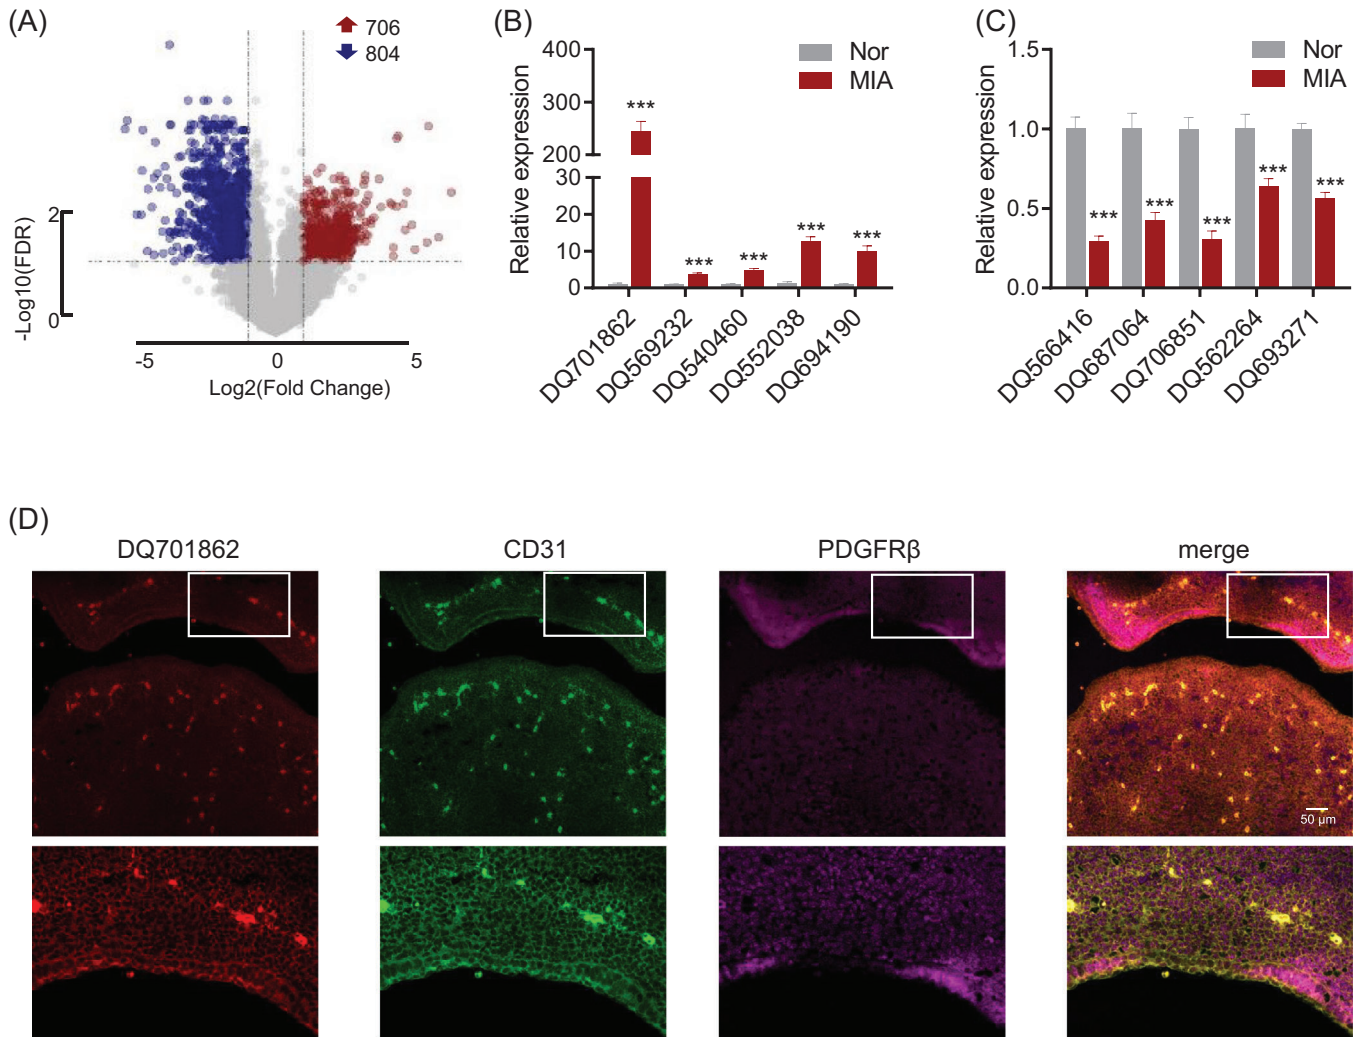 (A)
706
804
-Log10(FDR)
2
0
-5
0
5
Log2(Fold Change)
(B)
Relative expression
400
300
200
30
20
10
0
Nor
MIA
***
***
***
***
***
DQ701862
DQ569232
DQ540460
DQ552038
DQ694190
(C)
Relative expression
1.5
1.0
0.5
0.0
Nor
MIA
***
***
***
***
***
DQ566416
DQ687064
DQ706851
DQ562264
DQ693271
(D)
DQ701862
CD31
PDGFRβ
merge
50 μm